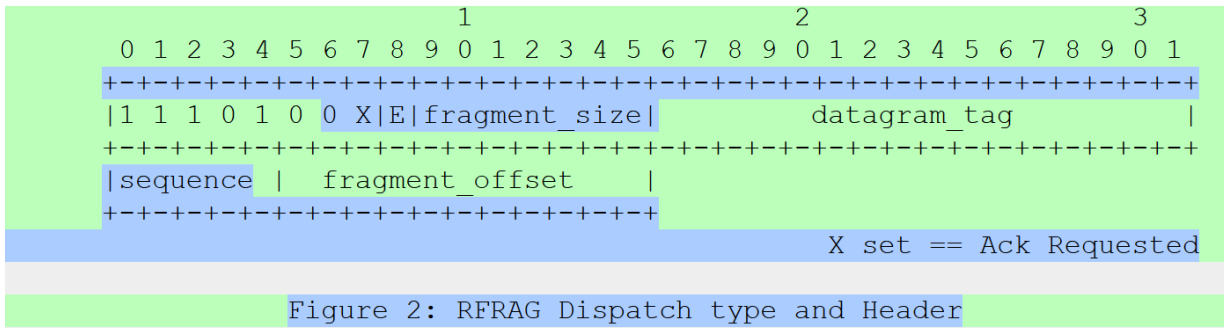 1                   2                   3
 0 1 2 3 4 5 6 7 8 9 0 1 2 3 4 5 6 7 8 9 0 1 2 3 4 5 6 7 8 9 0 1
+-+-+-+-+-+-+-+-+-+-+-+-+-+-+-+-+-+-+-+-+-+-+-+-+-+-+-+-+-+-+-+-+
|1 1 1 0 1 0 0 X|E|fragment_size|         datagram_tag          |
+-+-+-+-+-+-+-+-+-+-+-+-+-+-+-+-+-+-+-+-+-+-+-+-+-+-+-+-+-+-+-+-+
|sequence |  fragment_offset    |
+-+-+-+-+-+-+-+-+-+-+-+-+-+-+-+-+
X set == Ack Requested
Figure 2: RFRAG Dispatch type and Header